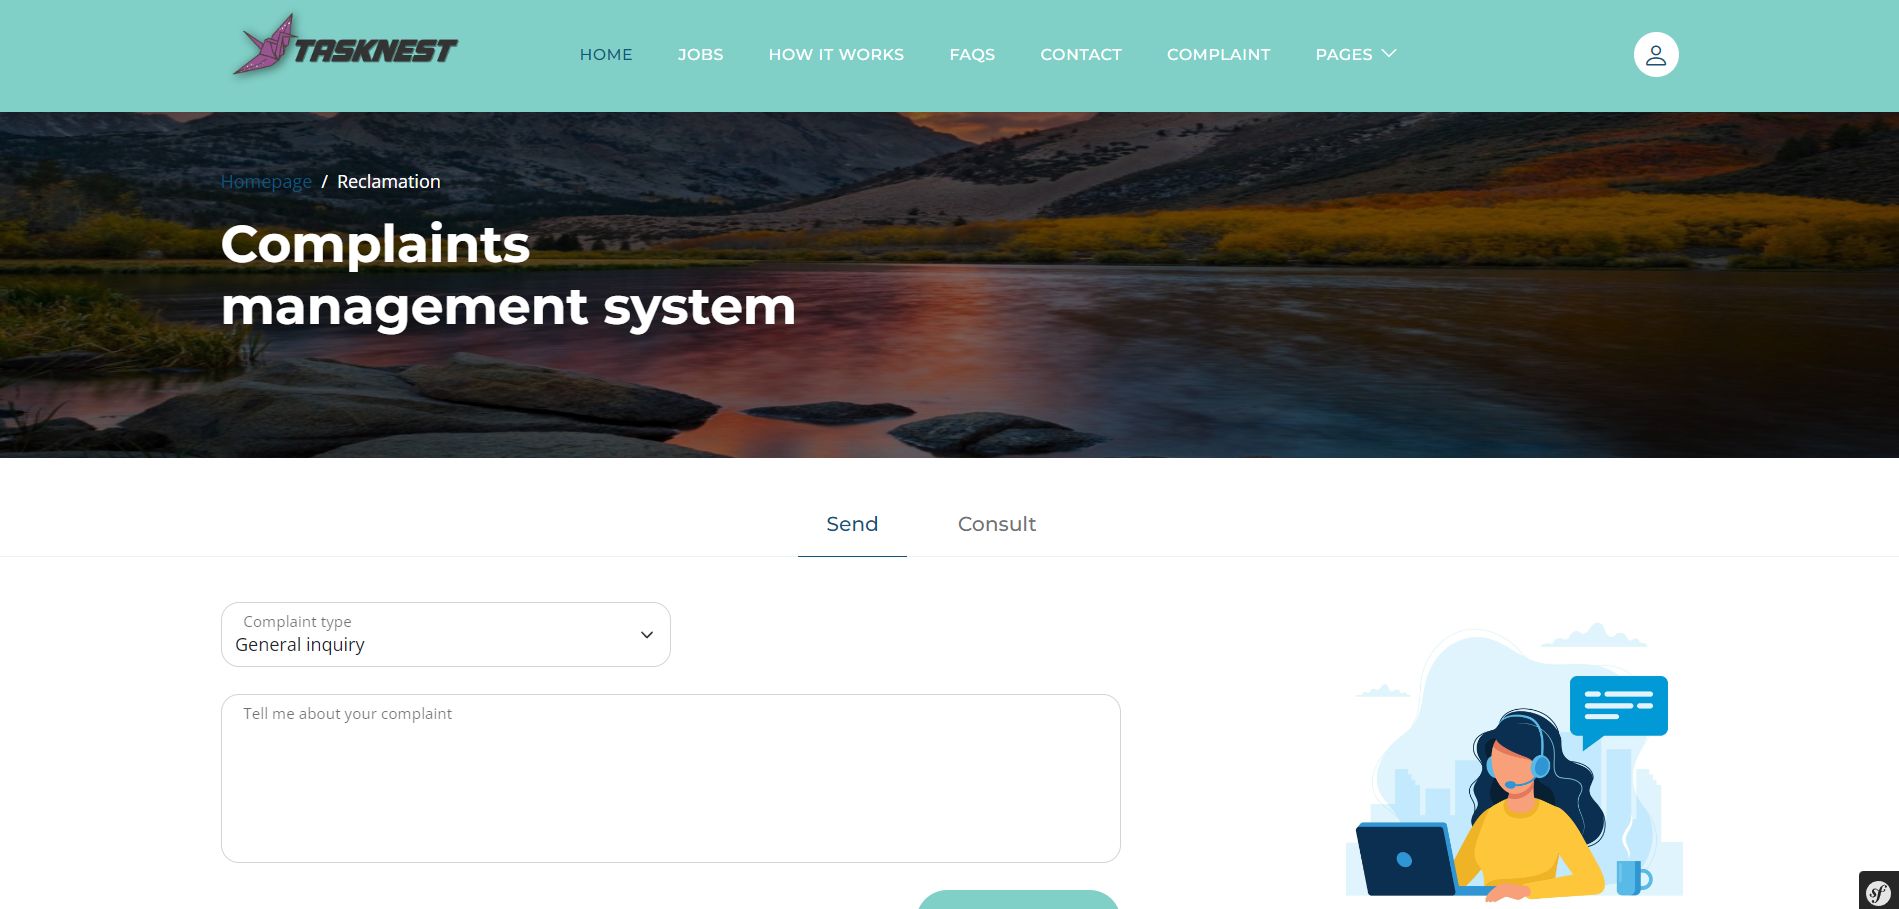 TASKNEST
HOME JOBS HOW IT WORKS FAQS CONTACT COMPLAINT PAGES
Homepage / Reclamation
Complaints
management system
Send Consult
Complaint type
General inquiry
Tell me about your complaint
sf